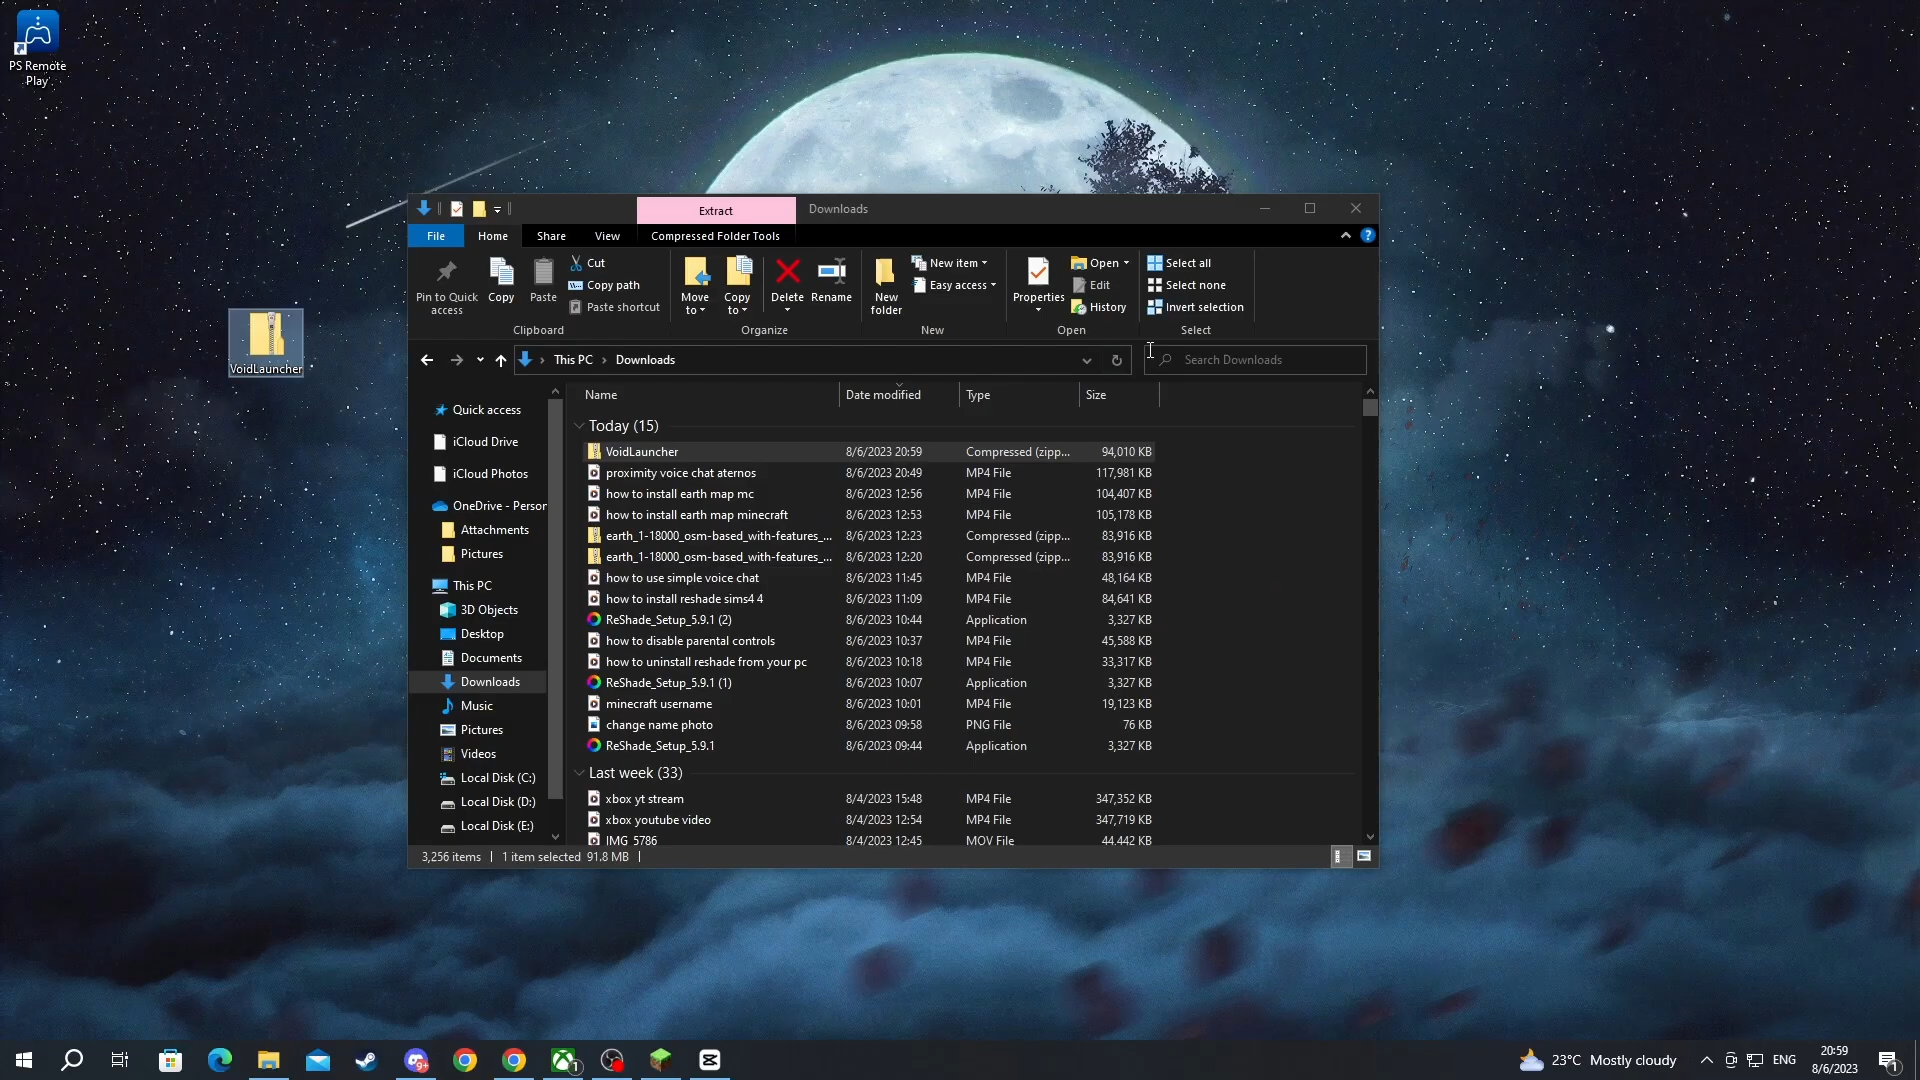 PS Remote
Play
VoidLauncher
Extract
Downloads
File
Home
Share
View
Compressed Folder Tools
Pin to Quick
access
Copy
Paste
Cut
Copy path
Paste shortcut
Clipboard
Move
to
Copy
to
Delete
Rename
Organize
New
folder
New item
Easy access
New
Properties
Open
Edit
History
Open
Select all
Select none
Invert selection
Select
This PC > Downloads
Search Downloads
Quick access
iCloud Drive
iCloud Photos
OneDrive - Person
Attachments
Pictures
This PC
3D Objects
Desktop
Documents
Downloads
Music
Pictures
Videos
Local Disk (C:)
Local Disk (D:)
Local Disk (E:)
Name Date modified Type Size
Today (15)
VoidLauncher 8/6/2023 20:59 Compressed (zipp... 94,010 KB
proximity voice chat aternos 8/6/2023 20:49 MP4 File 117,981 KB
how to install earth map mc 8/6/2023 12:56 MP4 File 104,407 KB
how to install earth map minecraft 8/6/2023 12:53 MP4 File 105,178 KB
earth_1-18000_osm-based_with-features_... 8/6/2023 12:23 Compressed (zipp... 83,916 KB
earth_1-18000_osm-based_with-features_... 8/6/2023 12:20 Compressed (zipp... 83,916 KB
how to use simple voice chat 8/6/2023 11:45 MP4 File 48,164 KB
how to install reshade sims4 4 8/6/2023 11:09 MP4 File 84,641 KB
ReShade_Setup_5.9.1 (2) 8/6/2023 10:44 Application 3,327 KB
how to disable parental controls 8/6/2023 10:37 MP4 File 45,588 KB
how to uninstall reshade from your pc 8/6/2023 10:18 MP4 File 33,317 KB
ReShade_Setup_5.9.1 (1) 8/6/2023 10:07 Application 3,327 KB
minecraft username 8/6/2023 10:01 MP4 File 19,123 KB
change name photo 8/6/2023 09:58 PNG File 76 KB
ReShade_Setup_5.9.1 8/6/2023 09:44 Application 3,327 KB
Last week (33)
xbox yt stream 8/4/2023 15:48 MP4 File 347,352 KB
xbox youtube video 8/4/2023 12:54 MP4 File 347,719 KB
IMG_5786 8/4/2023 12:45 MOV File 44,442 KB
3,256 items 1 item selected 91.8 MB
9+
1
23°C Mostly cloudy
ENG
20:59
8/6/2023
1